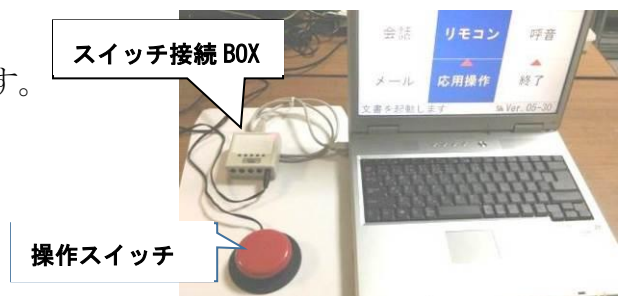 スイッチ接続 BOX
す。
会話 リモコン 呼音
メール 応用操作 終了
文書を起動します Ver. 05-30
操作スイッチ